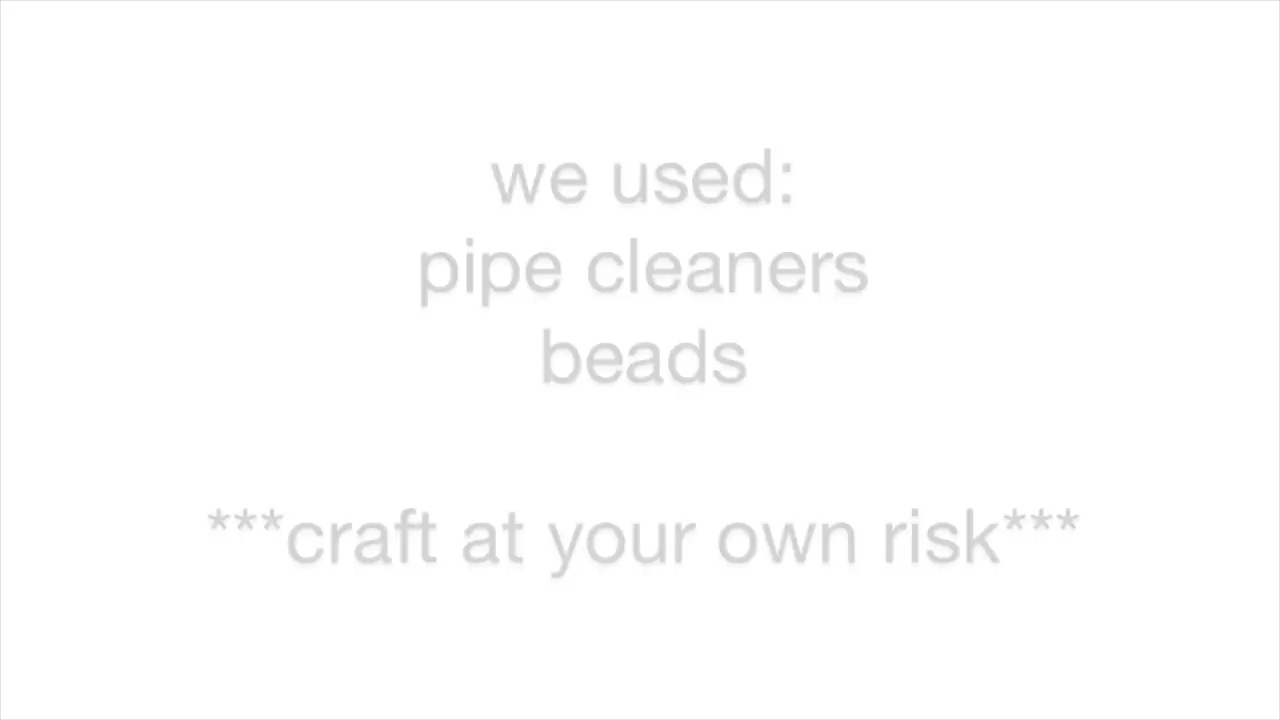 we used:
pipe cleaners
beads
***craft at your own risk***